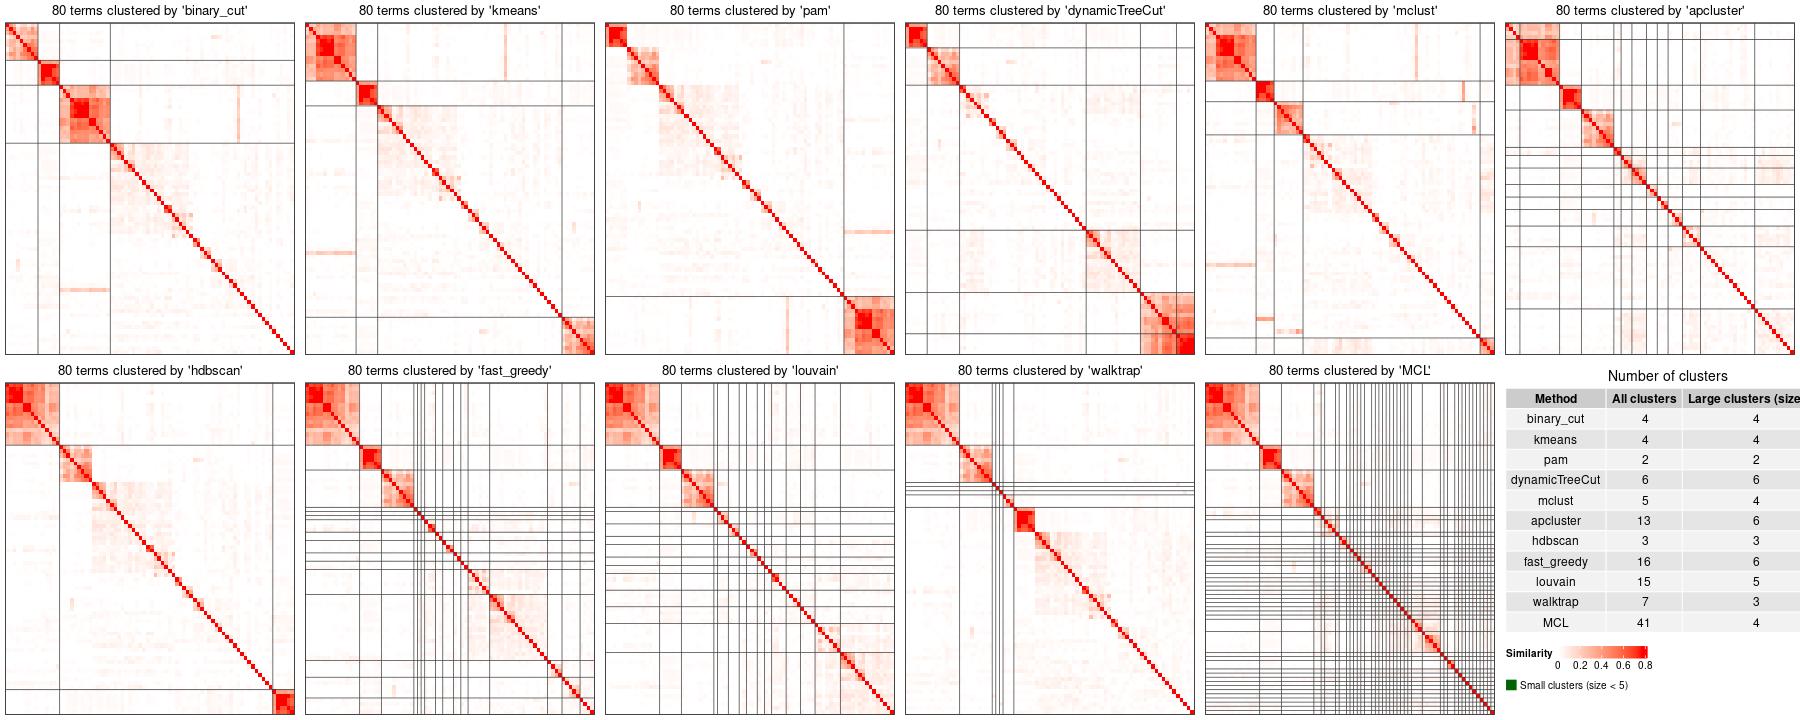 80 terms clustered by 'binary_cut'
80 terms clustered by 'kmeans'
80 terms clustered by 'pam'
80 terms clustered by 'dynamicTreeCut'
80 terms clustered by 'mclust'
80 terms clustered by 'apcluster'
80 terms clustered by 'hdbscan'
80 terms clustered by 'fast_greedy'
80 terms clustered by 'louvain'
80 terms clustered by 'walktrap'
80 terms clustered by 'MCL'
Number of clusters
Method All clusters Large clusters (size
binary_cut 4 4
kmeans 4 4
pam 2 2
dynamicTreeCut 6 6
mclust 5 4
apcluster 13 6
hdbscan 3 3
fast_greedy 16 6
louvain 15 5
walktrap 7 3
MCL 41 4
Similarity
0 0.2 0.4 0.6 0.8
Small clusters (size < 5)